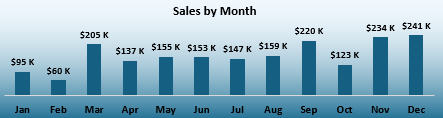 Sales by Month
$95 K $60 K $205 K $137 K $155 K $153 K $147 K $159 K $220 K $123 K $234 K $241 K
Jan Feb Mar Apr May Jun Jul Aug Sep Oct Nov Dec